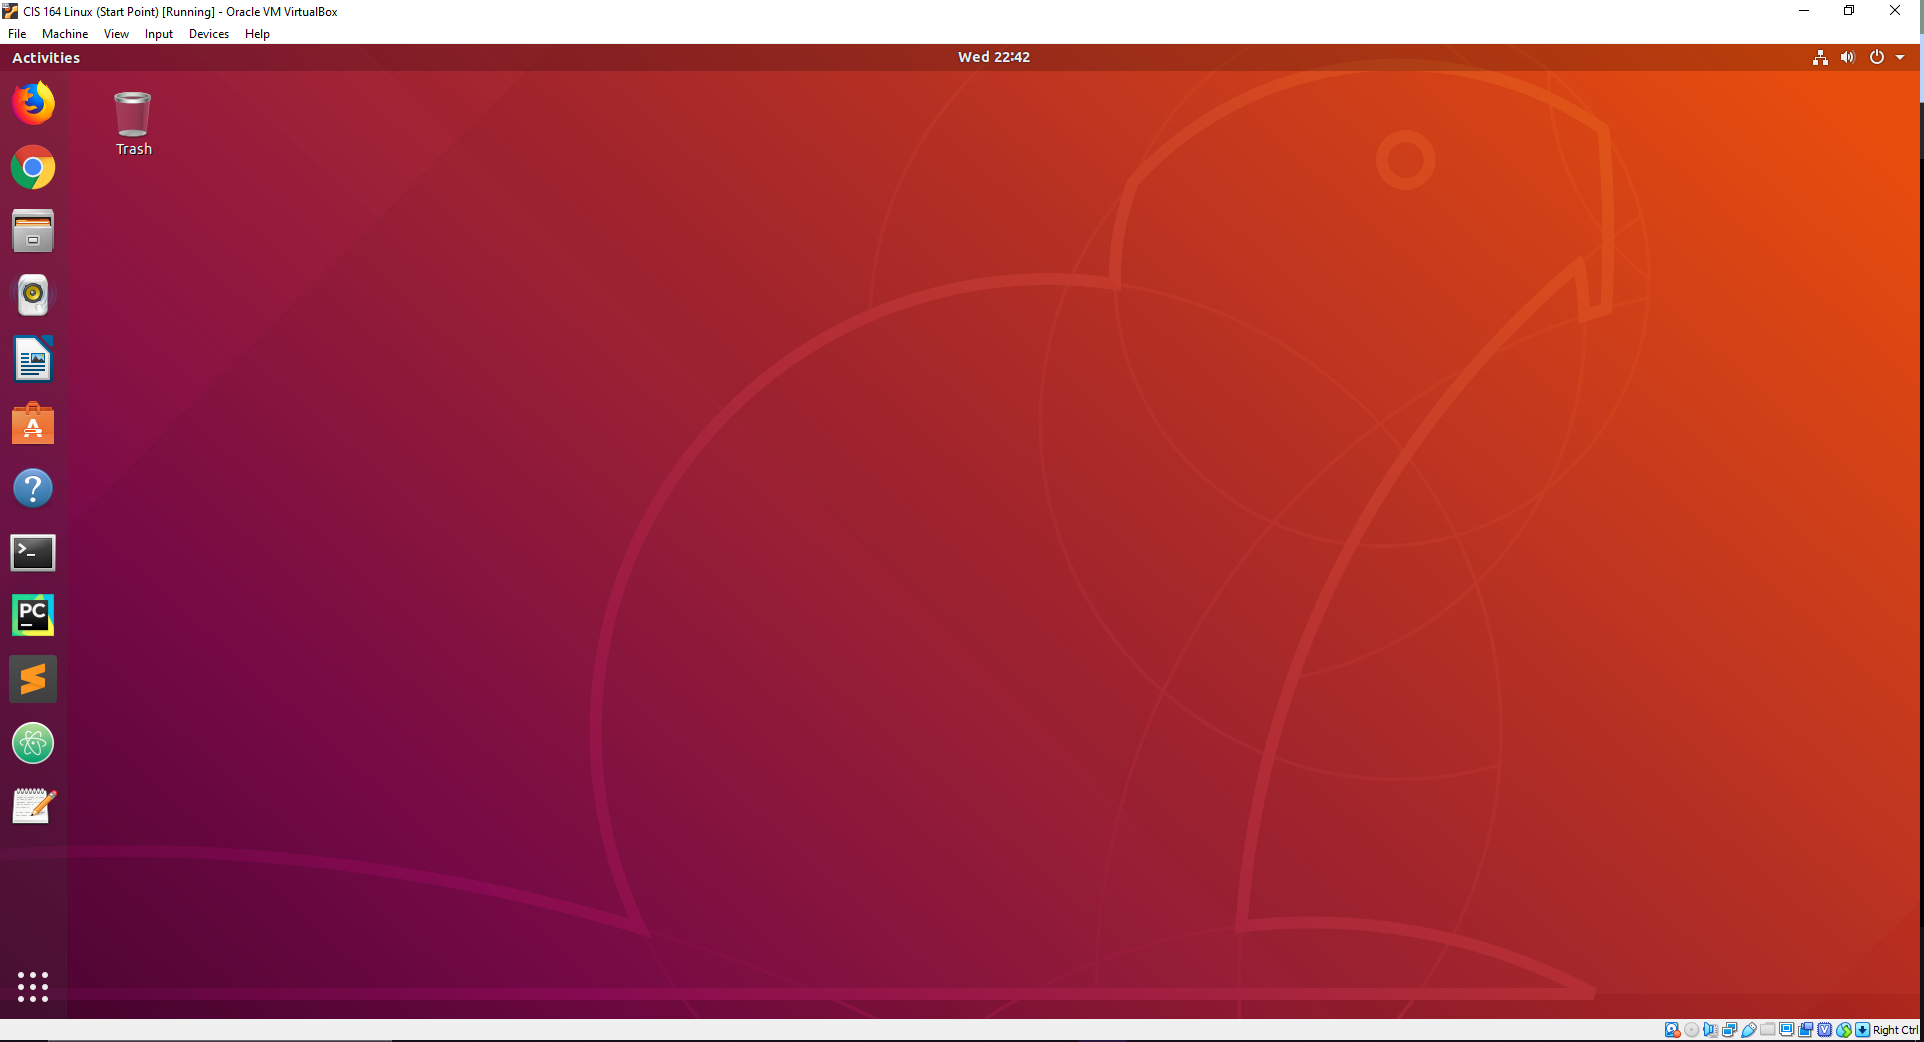 CIS 164 Linux (Start Point) [Running] - Oracle VM VirtualBox
File Machine View Input Devices Help
Activities
Wed 22:42
Trash
A
?
>_
PC
V
Right Ctrl